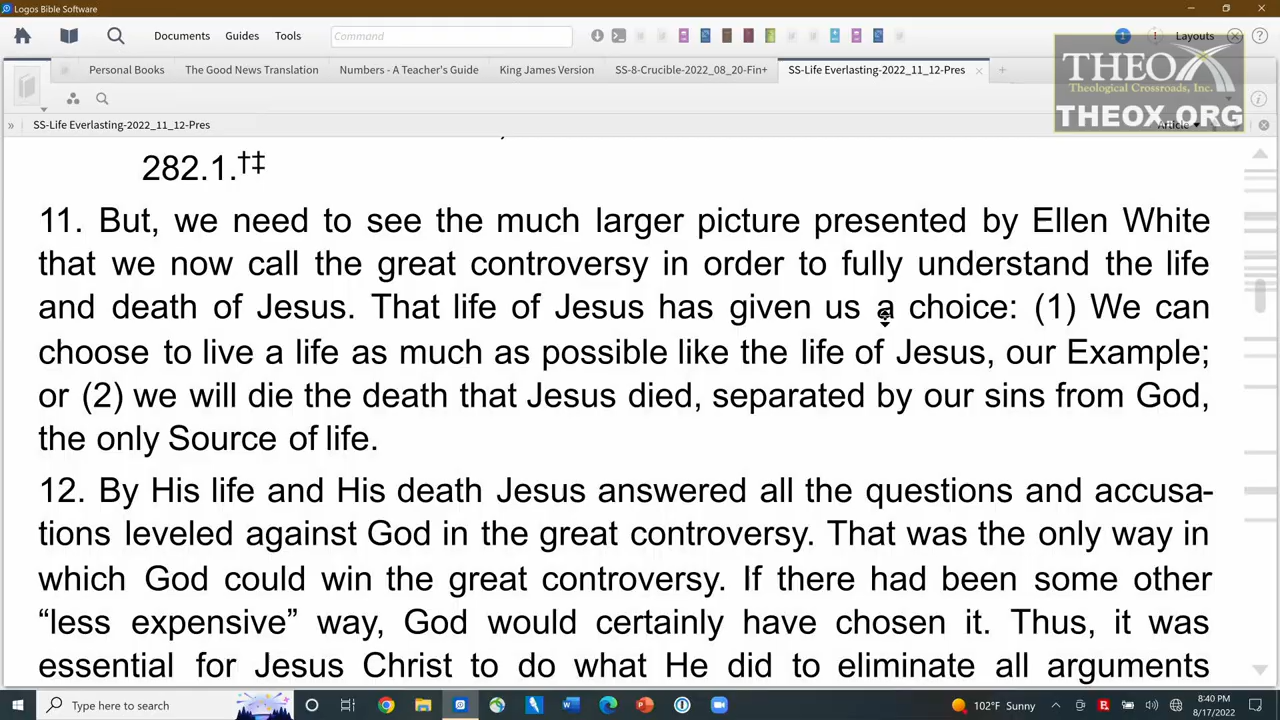 Logos Bible Software
Documents Guides Tools Command Layouts
THEOX
Theological Crossroads, Inc.
THEOX.ORG
Personal Books The Good News Translation Numbers - A Teacher's Guide King James Version SS-8-Crucible-2022_08_20-Fin+ SS-Life Everlasting-2022_11_12-Pres
SS-Life Everlasting-2022_11_12-Pres Article
282.1.†‡
11. But, we need to see the much larger picture presented by Ellen White
that we now call the great controversy in order to fully understand the life
and death of Jesus. That life of Jesus has given us a choice: (1) We can
choose to live a life as much as possible like the life of Jesus, our Example;
or (2) we will die the death that Jesus died, separated by our sins from God,
the only Source of life.
12. By His life and His death Jesus answered all the questions and accusa-
tions leveled against God in the great controversy. That was the only way in
which God could win the great controversy. If there had been some other
“less expensive” way, God would certainly have chosen it. Thus, it was
essential for Jesus Christ to do what He did to eliminate all arguments
Type here to search
102°F Sunny
8:40 PM
8/17/2022